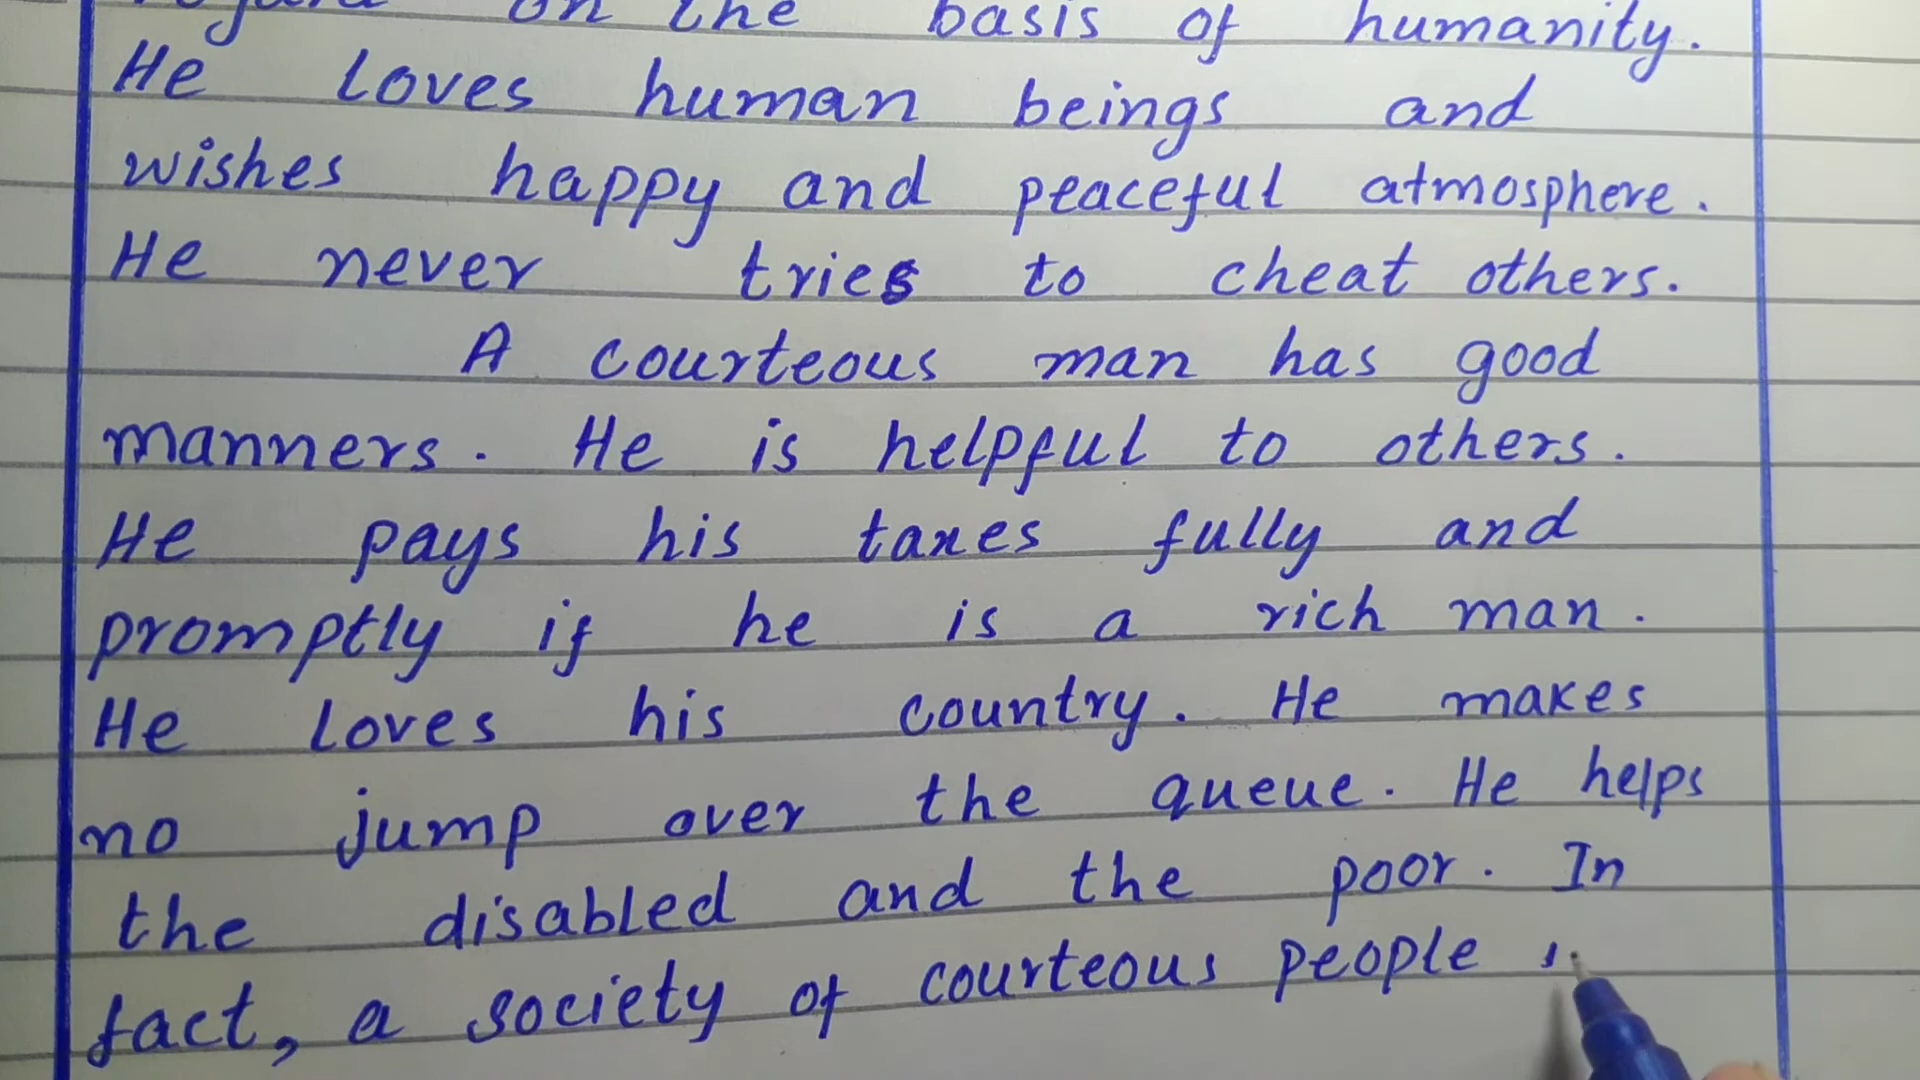 on the basis of humanity.
He loves human beings and
wishes happy and peaceful atmosphere.
He never tries to cheat others.
A courteous man has good
manners. He is helpful to others.
He pays his taxes fully and
promptly if he is a rich man.
He loves his country. He makes
no jump over the queue. He helps
the disabled and the poor. In
fact, a society of courteous people